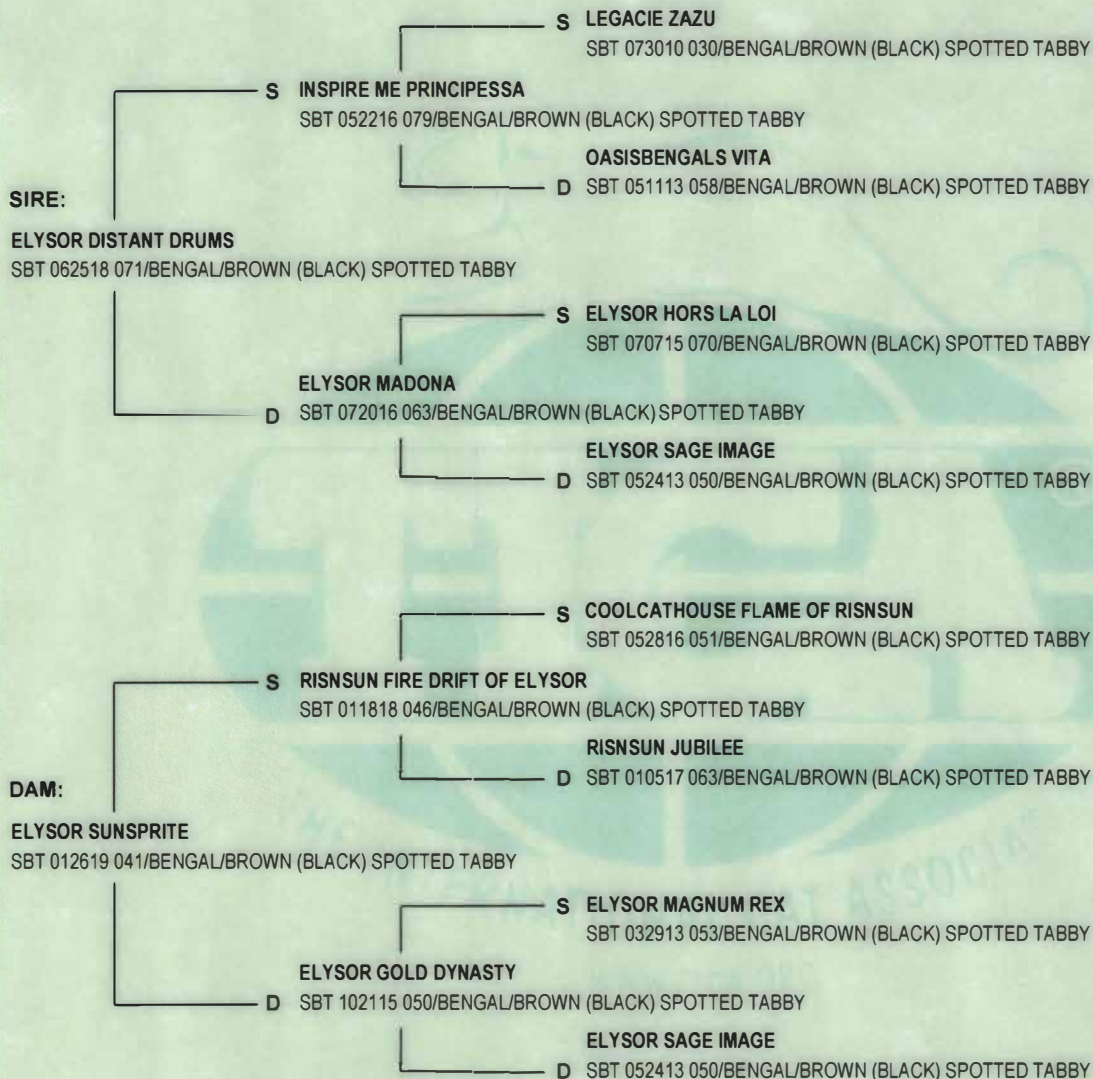 S LEGACIE ZAZU
SBT 073010 030/BENGAL/BROWN (BLACK) SPOTTED TABBY
S INSPIRE ME PRINCIPESSA
SBT 052216 079/BENGAL/BROWN (BLACK) SPOTTED TABBY
OASISBENGALS VITA
D SBT 051113 058/BENGAL/BROWN (BLACK) SPOTTED TABBY
SIRE:
ELYSOR DISTANT DRUMS
SBT 062518 071/BENGAL/BROWN (BLACK) SPOTTED TABBY
S ELYSOR HORS LA LOI
SBT 070715 070/BENGAL/BROWN (BLACK) SPOTTED TABBY
ELYSOR MADONA
D SBT 072016 063/BENGAL/BROWN (BLACK) SPOTTED TABBY
ELYSOR SAGE IMAGE
D SBT 052413 050/BENGAL/BROWN (BLACK) SPOTTED TABBY
S COOLCATHOUSE FLAME OF RISNSUN
SBT 052816 051/BENGAL/BROWN (BLACK) SPOTTED TABBY
S RISNSUN FIRE DRIFT OF ELYSOR
SBT 011818 046/BENGAL/BROWN (BLACK) SPOTTED TABBY
RISNSUN JUBILEE
D SBT 010517 063/BENGAL/BROWN (BLACK) SPOTTED TABBY
DAM:
ELYSOR SUNSPRITE
SBT 012619 041/BENGAL/BROWN (BLACK) SPOTTED TABBY
S ELYSOR MAGNUM REX
SBT 032913 053/BENGAL/BROWN (BLACK) SPOTTED TABBY
ELYSOR GOLD DYNASTY
D SBT 102115 050/BENGAL/BROWN (BLACK) SPOTTED TABBY
ELYSOR SAGE IMAGE
D SBT 052413 050/BENGAL/BROWN (BLACK) SPOTTED TABBY